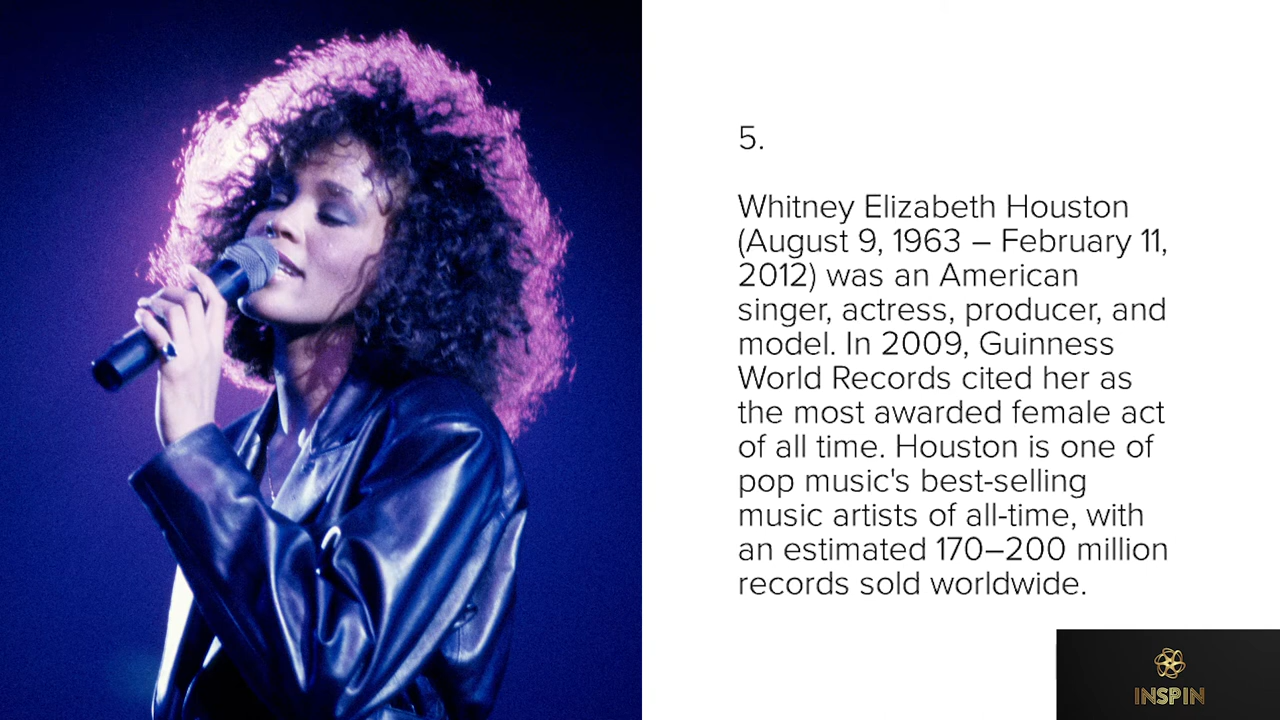 5.
Whitney Elizabeth Houston
(August 9, 1963 – February 11,
2012) was an American
singer, actress, producer, and
model. In 2009, Guinness
World Records cited her as
the most awarded female act
of all time. Houston is one of
pop music's best-selling
music artists of all-time, with
an estimated 170–200 million
records sold worldwide.
INSPIN